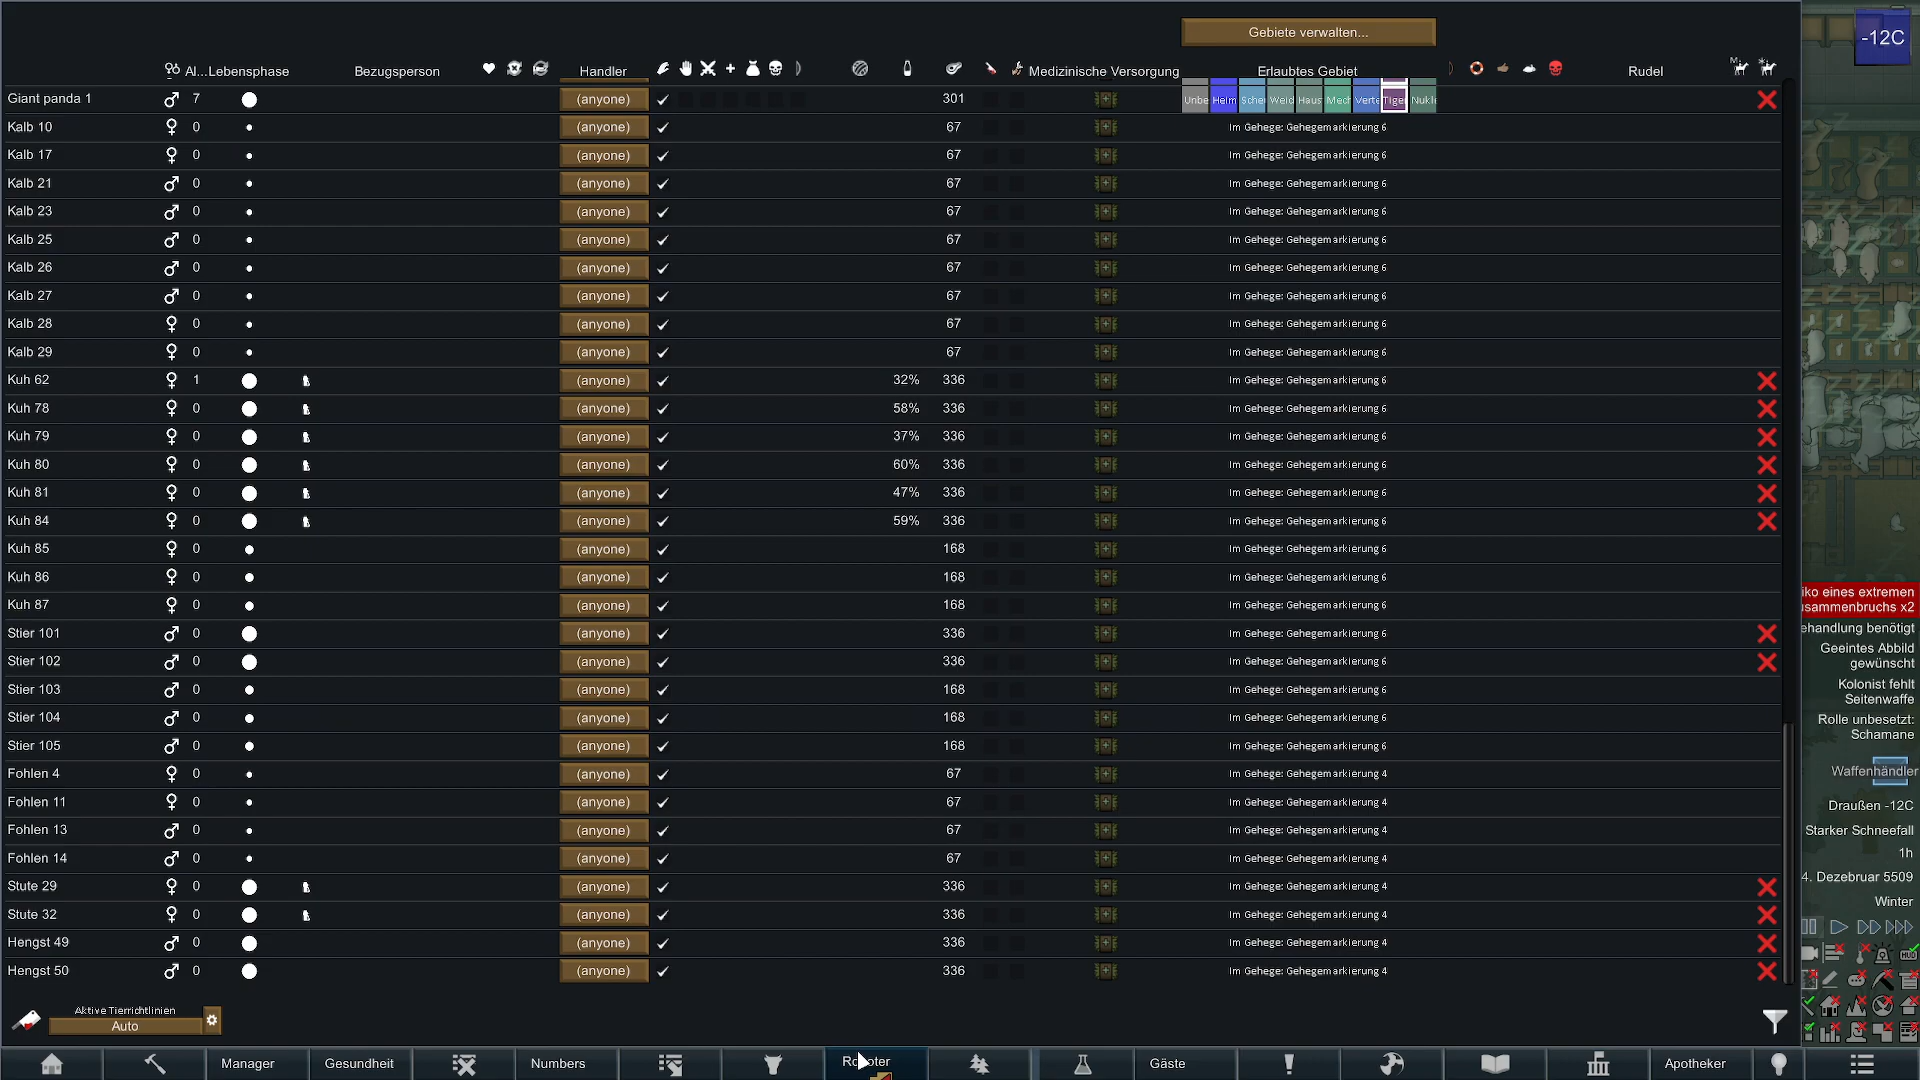 Gebiete verwalten...
-12C
Al... Lebensphase Bezugsperson Handler Medizinische Versorgung Erlaubtes Gebiet Rudel
Giant panda 1 7 (anyone) 301 Unbe Heim Sche Weid Haus Mech Verte Tige Nukle
Kalb 10 0 (anyone) 67 Im Gehege: Gehegemarkierung 6
Kalb 17 0 (anyone) 67 Im Gehege: Gehegemarkierung 6
Kalb 21 0 (anyone) 67 Im Gehege: Gehegemarkierung 6
Kalb 23 0 (anyone) 67 Im Gehege: Gehegemarkierung 6
Kalb 25 0 (anyone) 67 Im Gehege: Gehegemarkierung 6
Kalb 26 0 (anyone) 67 Im Gehege: Gehegemarkierung 6
Kalb 27 0 (anyone) 67 Im Gehege: Gehegemarkierung 6
Kalb 28 0 (anyone) 67 Im Gehege: Gehegemarkierung 6
Kalb 29 0 (anyone) 67 Im Gehege: Gehegemarkierung 6
Kuh 62 1 (anyone) 32% 336 Im Gehege: Gehegemarkierung 6
Kuh 78 0 (anyone) 58% 336 Im Gehege: Gehegemarkierung 6
Kuh 79 0 (anyone) 37% 336 Im Gehege: Gehegemarkierung 6
Kuh 80 0 (anyone) 60% 336 Im Gehege: Gehegemarkierung 6
Kuh 81 0 (anyone) 47% 336 Im Gehege: Gehegemarkierung 6
Kuh 84 0 (anyone) 59% 336 Im Gehege: Gehegemarkierung 6
Kuh 85 0 (anyone) 168 Im Gehege: Gehegemarkierung 6
Kuh 86 0 (anyone) 168 Im Gehege: Gehegemarkierung 6
Kuh 87 0 (anyone) 168 Im Gehege: Gehegemarkierung 6
Stier 101 0 (anyone) 336 Im Gehege: Gehegemarkierung 6
Stier 102 0 (anyone) 336 Im Gehege: Gehegemarkierung 6
Stier 103 0 (anyone) 168 Im Gehege: Gehegemarkierung 6
Stier 104 0 (anyone) 168 Im Gehege: Gehegemarkierung 6
Stier 105 0 (anyone) 168 Im Gehege: Gehegemarkierung 6
Fohlen 4 0 (anyone) 67 Im Gehege: Gehegemarkierung 4
Fohlen 11 0 (anyone) 67 Im Gehege: Gehegemarkierung 4
Fohlen 13 0 (anyone) 67 Im Gehege: Gehegemarkierung 4
Fohlen 14 0 (anyone) 67 Im Gehege: Gehegemarkierung 4
Stute 29 0 (anyone) 336 Im Gehege: Gehegemarkierung 4
Stute 32 0 (anyone) 336 Im Gehege: Gehegemarkierung 4
Hengst 49 0 (anyone) 336 Im Gehege: Gehegemarkierung 4
Hengst 50 0 (anyone) 336 Im Gehege: Gehegemarkierung 4
iko eines extremen
usammenbruchs x2
ehandlung benötigt
Geeintes Abbild
gewünscht
Kolonist fehlt
Seitenwaffe
Rolle unbesetzt:
Schamane
Waffenhändler
Draußen -12C
Starker Schneefall
1h
4. Dezebruar 5509
Winter
Aktive Tierrichtlinien
Auto
Manager Gesundheit Numbers Gäste Apotheker